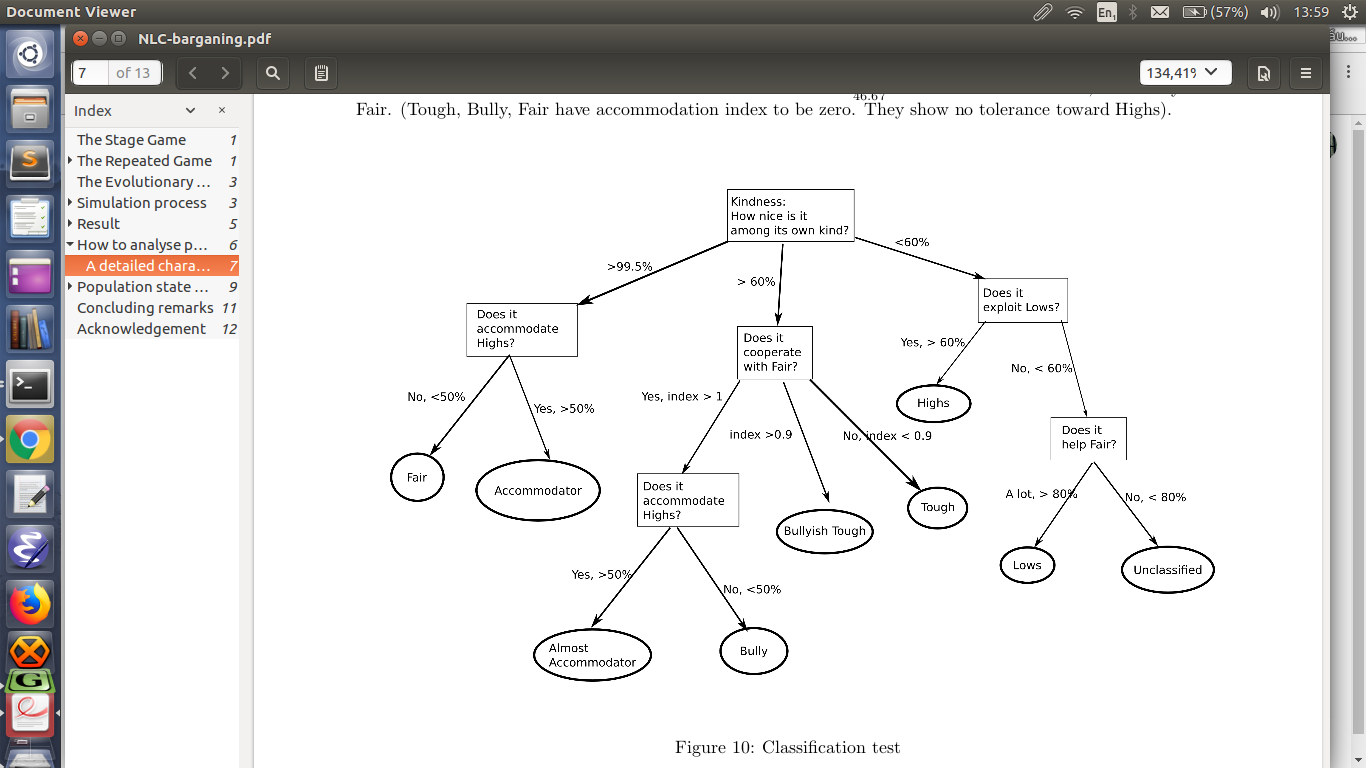 Document Viewer
En1
(57%)
13:59
NLC-barganing.pdf
7 of 13
134,41%
Index
The Stage Game 1
The Repeated Game 1
The Evolutionary ... 3
Simulation process 3
Result 5
How to analyse p... 6
A detailed chara... 7
Population state ... 9
Concluding remarks 11
Acknowledgement 12
46.67
Fair. (Tough, Bully, Fair have accommodation index to be zero. They show no tolerance toward Highs).
Kindness:
How nice is it
among its own kind?
>99.5%
> 60%
<60%
Does it
accommodate
Highs?
No, <50%
Yes, >50%
Fair
Accommodator
Does it
cooperate
with Fair?
Yes, index > 1
index >0.9
No, index < 0.9
Does it
accommodate
Highs?
Yes, >50%
No, <50%
Almost
Accommodator
Bully
Bullyish Tough
Tough
Does it
exploit Lows?
Yes, > 60%
No, < 60%
Highs
Does it
help Fair?
A lot, > 80%
No, < 80%
Lows
Unclassified
Figure 10: Classification test